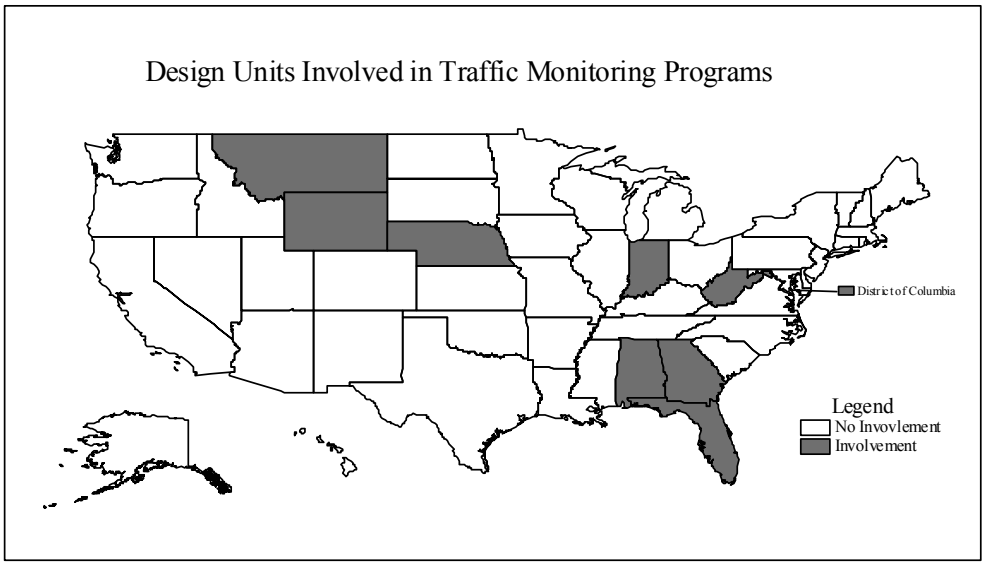 Design Units Involved in Traffic Monitoring Programs
District of Columbia
Legend
No Invovlement
Involvement